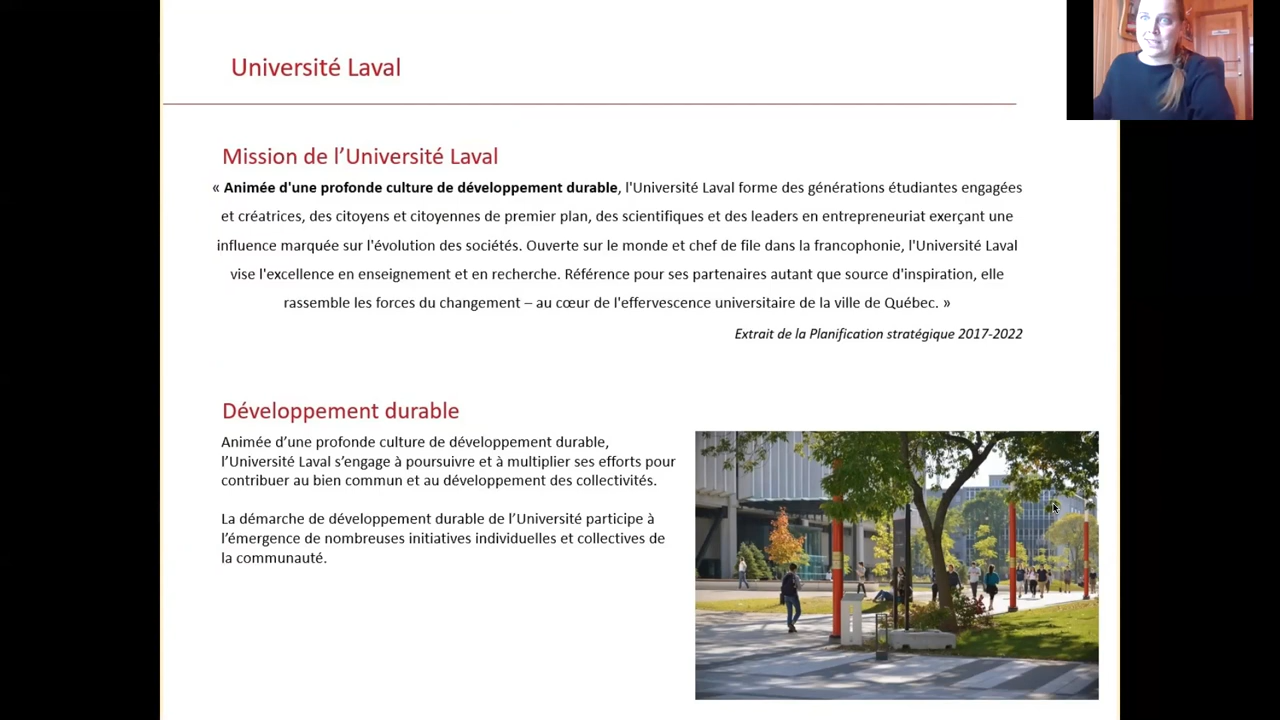 Université Laval
Mission de l’Université Laval
« Animée d'une profonde culture de développement durable, l'Université Laval forme des générations étudiantes engagées
et créatrices, des citoyens et citoyennes de premier plan, des scientifiques et des leaders en entrepreneuriat exerçant une
influence marquée sur l'évolution des sociétés. Ouverte sur le monde et chef de file dans la francophonie, l'Université Laval
vise l'excellence en enseignement et en recherche. Référence pour ses partenaires autant que source d'inspiration, elle
rassemble les forces du changement – au cœur de l'effervescence universitaire de la ville de Québec. »
Extrait de la Planification stratégique 2017-2022
Développement durable
Animée d’une profonde culture de développement durable,
l’Université Laval s’engage à poursuivre et à multiplier ses efforts pour
contribuer au bien commun et au développement des collectivités.
La démarche de développement durable de l’Université participe à
l’émergence de nombreuses initiatives individuelles et collectives de
la communauté.